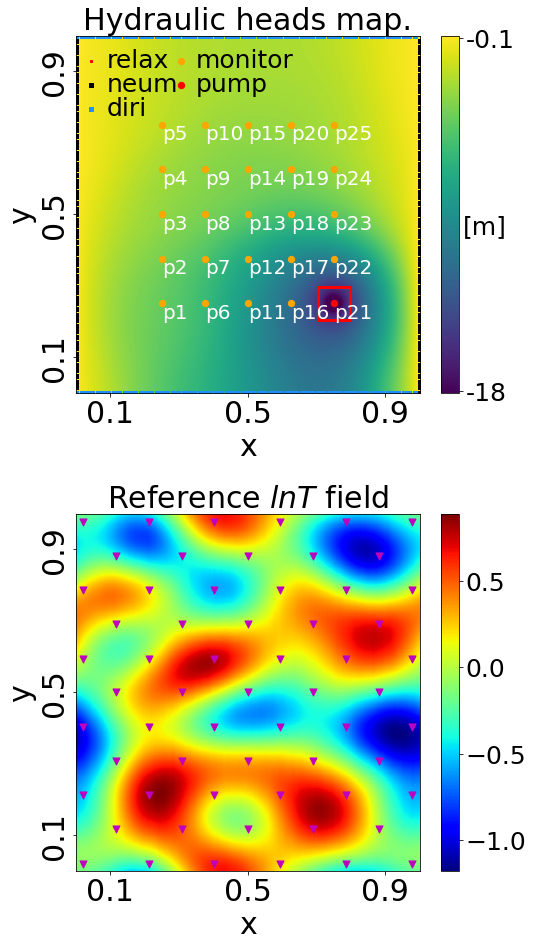 Hydraulic heads map.
relax
monitor
neum
pump
diri
p5 p10 p15 p20 p25
p4 p9 p14 p19 p24
p3 p8 p13 p18 p23
p2 p7 p12 p17 p22
p1 p6 p11 p16 p21
0.9
0.5
0.1
y
0.1 0.5 0.9
x
-0.1
[m]
-18
Reference lnT field
0.9
0.5
0.1
y
0.1 0.5 0.9
x
0.5
0.0
−0.5
−1.0